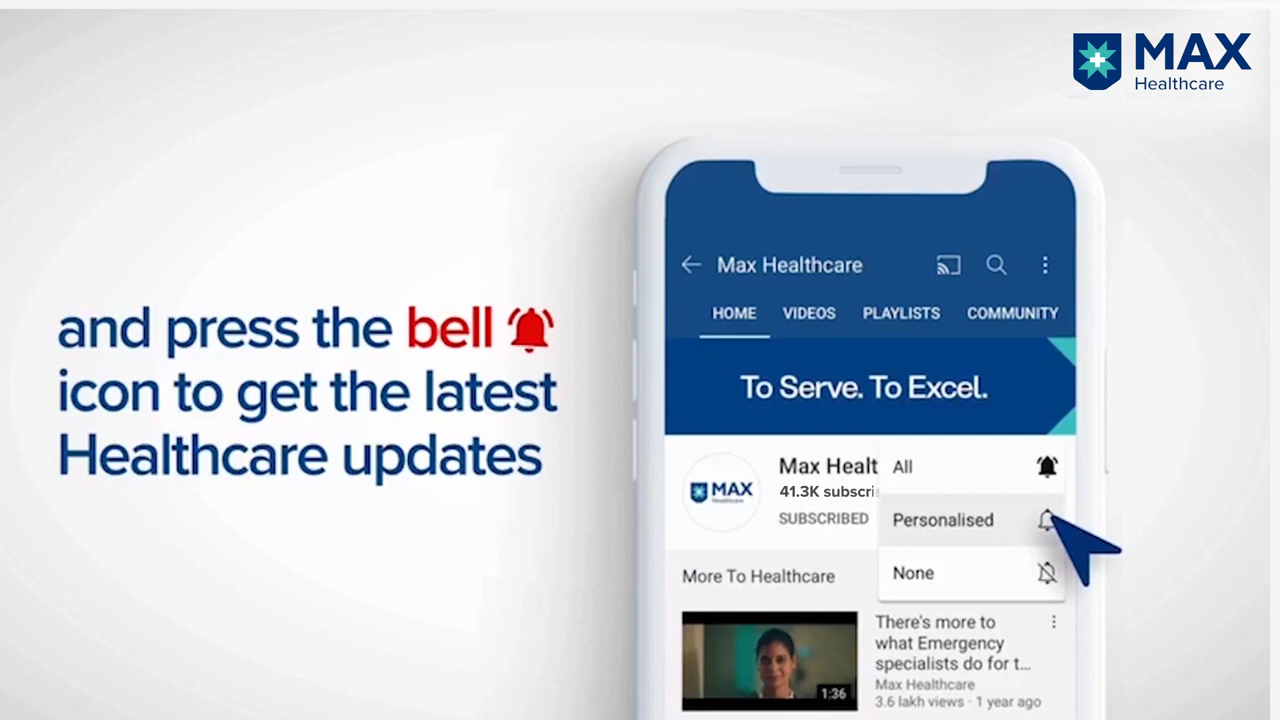 MAX
Healthcare
and press the bell
icon to get the latest
Healthcare updates
Max Healthcare
HOME VIDEOS PLAYLISTS COMMUNITY
To Serve. To Excel.
MAX
Healthcare
Max Healt
41.3K subscri
SUBSCRIBED
All
Personalised
None
More To Healthcare
There's more to
what Emergency
specialists do for t...
Max Healthcare
3.6 lakh views · 1 year ago
1:36